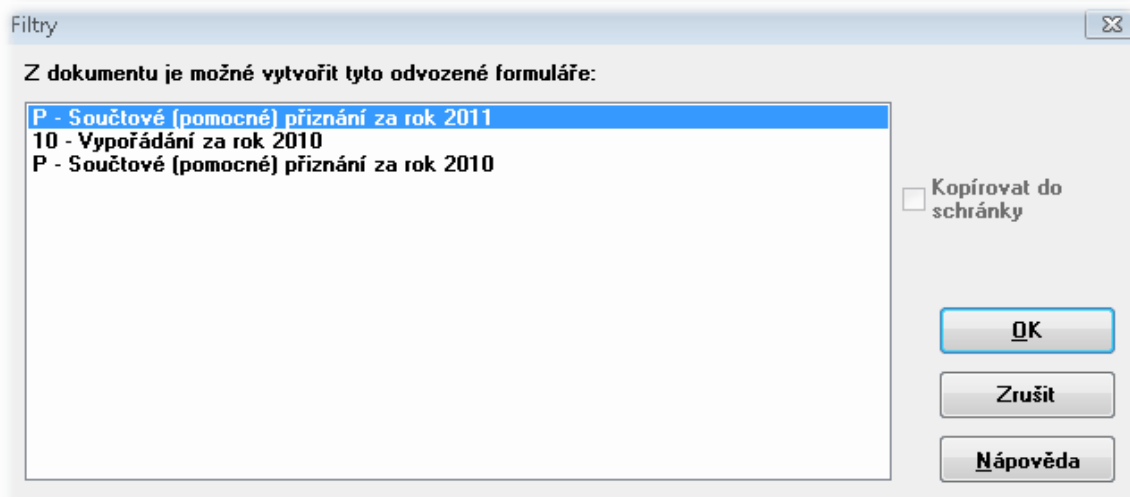 Filtry
Z dokumentu je možné vytvořit tyto odvozené formuláře:
P - Součtové (pomocné) přiznání za rok 2011
10 - Vypořádání za rok 2010
P - Součtové (pomocné) přiznání za rok 2010
Kopírovat do
schránky
OK
Zrušit
Nápověda